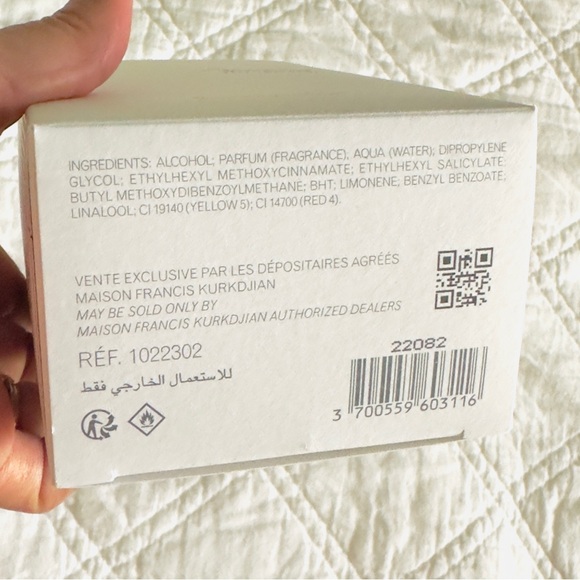 INGREDIENTS: ALCOHOL; PARFUM (FRAGRANCE); AQUA (WATER); DIPROPYLENE
GLYCOL; ETHYLHEXYL METHOXYCINNAMATE; ETHYLHEXYL SALICYLATE;
BUTYL METHOXYDIBENZOYLMETHANE; BHT; LIMONENE; BENZYL BENZOATE;
LINALOOL; CI 19140 (YELLOW 5); CI 14700 (RED 4).
VENTE EXCLUSIVE PAR LES DÉPOSITAIRES AGRÉÉS
MAISON FRANCIS KURKDJIAN
MAY BE SOLD ONLY BY
MAISON FRANCIS KURKDJIAN AUTHORIZED DEALERS
RÉF. 1022302
للاستعمال الخارجي فقط
22082
3 700559 603116